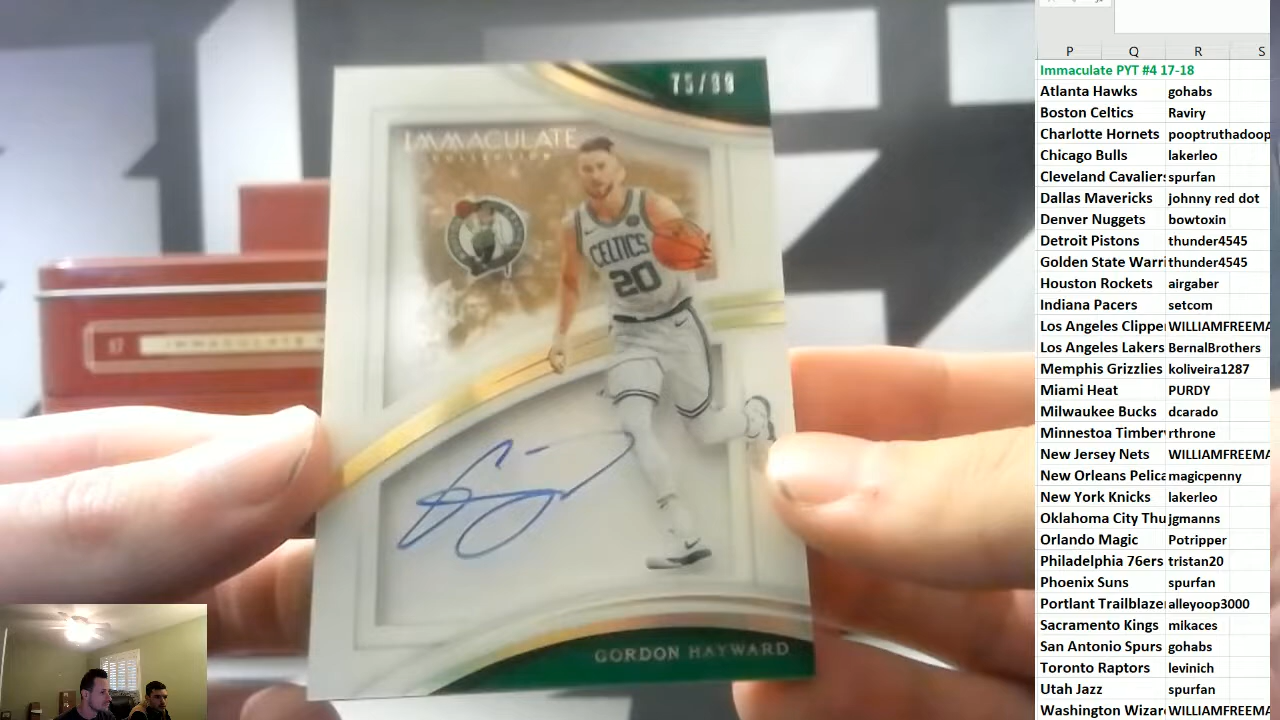 75/99
IMMACULATE
COLLECTION
CELTICS
20
GORDON HAYWARD
17 IMMACULATE
P Q R S
Immaculate PYT #4 17-18
Atlanta Hawks gohabs
Boston Celtics Raviry
Charlotte Hornets pooptruthadoop
Chicago Bulls lakerleo
Cleveland Cavaliers spurfan
Dallas Mavericks johnny red dot
Denver Nuggets bowtoxin
Detroit Pistons thunder4545
Golden State Warri thunder4545
Houston Rockets airgaber
Indiana Pacers setcom
Los Angeles Clippe WILLIAMFREEMA
Los Angeles Lakers BernalBrothers
Memphis Grizzlies koliveira1287
Miami Heat PURDY
Milwaukee Bucks dcarado
Minnestoa Timber rthrone
New Jersey Nets WILLIAMFREEMA
New Orleans Pelica magicpenny
New York Knicks lakerleo
Oklahoma City Thu jgmanns
Orlando Magic Potripper
Philadelphia 76ers tristan20
Phoenix Suns spurfan
Portlant Trailblaze alleyoop3000
Sacramento Kings mikaces
San Antonio Spurs gohabs
Toronto Raptors levinich
Utah Jazz spurfan
Washington Wizar WILLIAMFREEMA